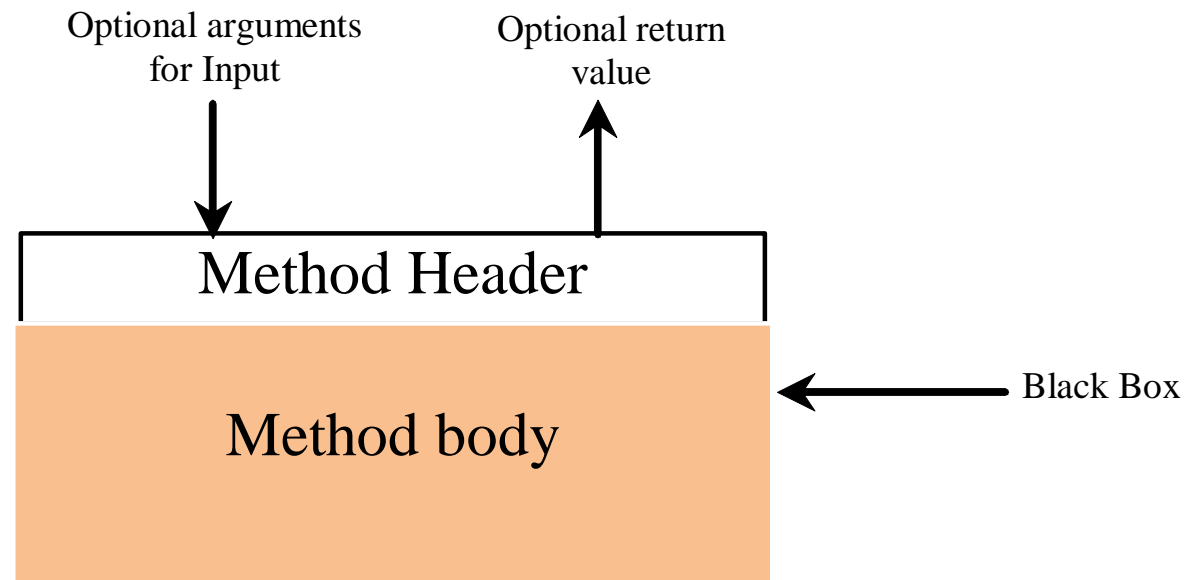 Optional arguments
for Input
Optional return
value
Method Header
Black Box
Method body